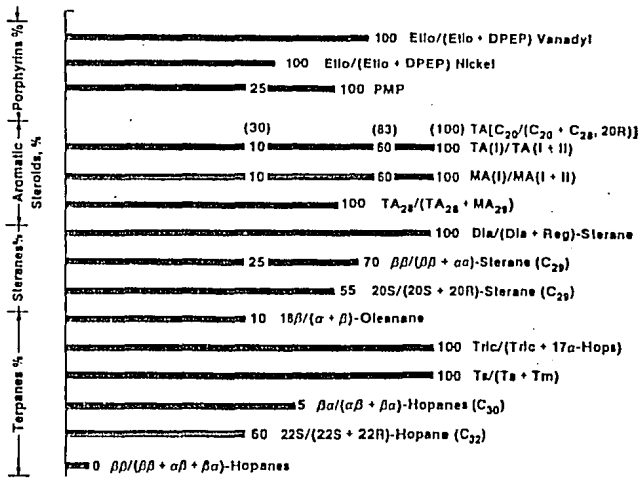 Porphyrins %
100 Etio/(Etio + DPEP) Vanadyl
100 Etio/(Etio + DPEP) Nickel
25 100 PMP
Aromatic Steroids, %
(30) (83) (100) TA[C20/(C20 + C28, 20R)]
10 60 100 TA(I)/TA(I + II)
10 60 100 MA(I)/MA(I + II)
100 TA28/(TA28 + MA29)
Steranes%
100 Dia/(Dia + Reg)-Sterane
25 70 ββ/(ββ + αα)-Sterane (C29)
55 20S/(20S + 20R)-Sterane (C29)
Terpanes %
10 18β/(α + β)-Oleanane
100 Tric/(Tric + 17α-Hops)
100 Ts/(Ts + Tm)
5 βα/(αβ + βα)-Hopanes (C30)
60 22S/(22S + 22R)-Hopane (C32)
0 ββ/(ββ + αβ + βα)-Hopanes